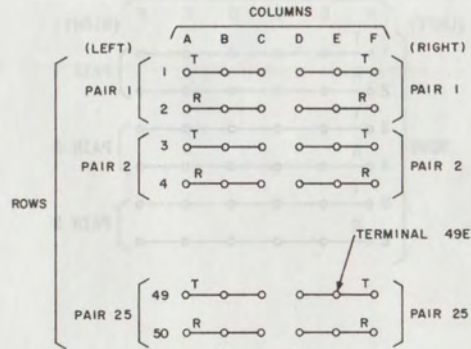 COLUMNS
(LEFT) A B C D E F (RIGHT)
T T
PAIR 1 1 PAIR 1
R R
2
T T
3
PAIR 2 PAIR 2
R R
4
ROWS
TERMINAL 49E
T T
49
PAIR 25 PAIR 25
R R
50